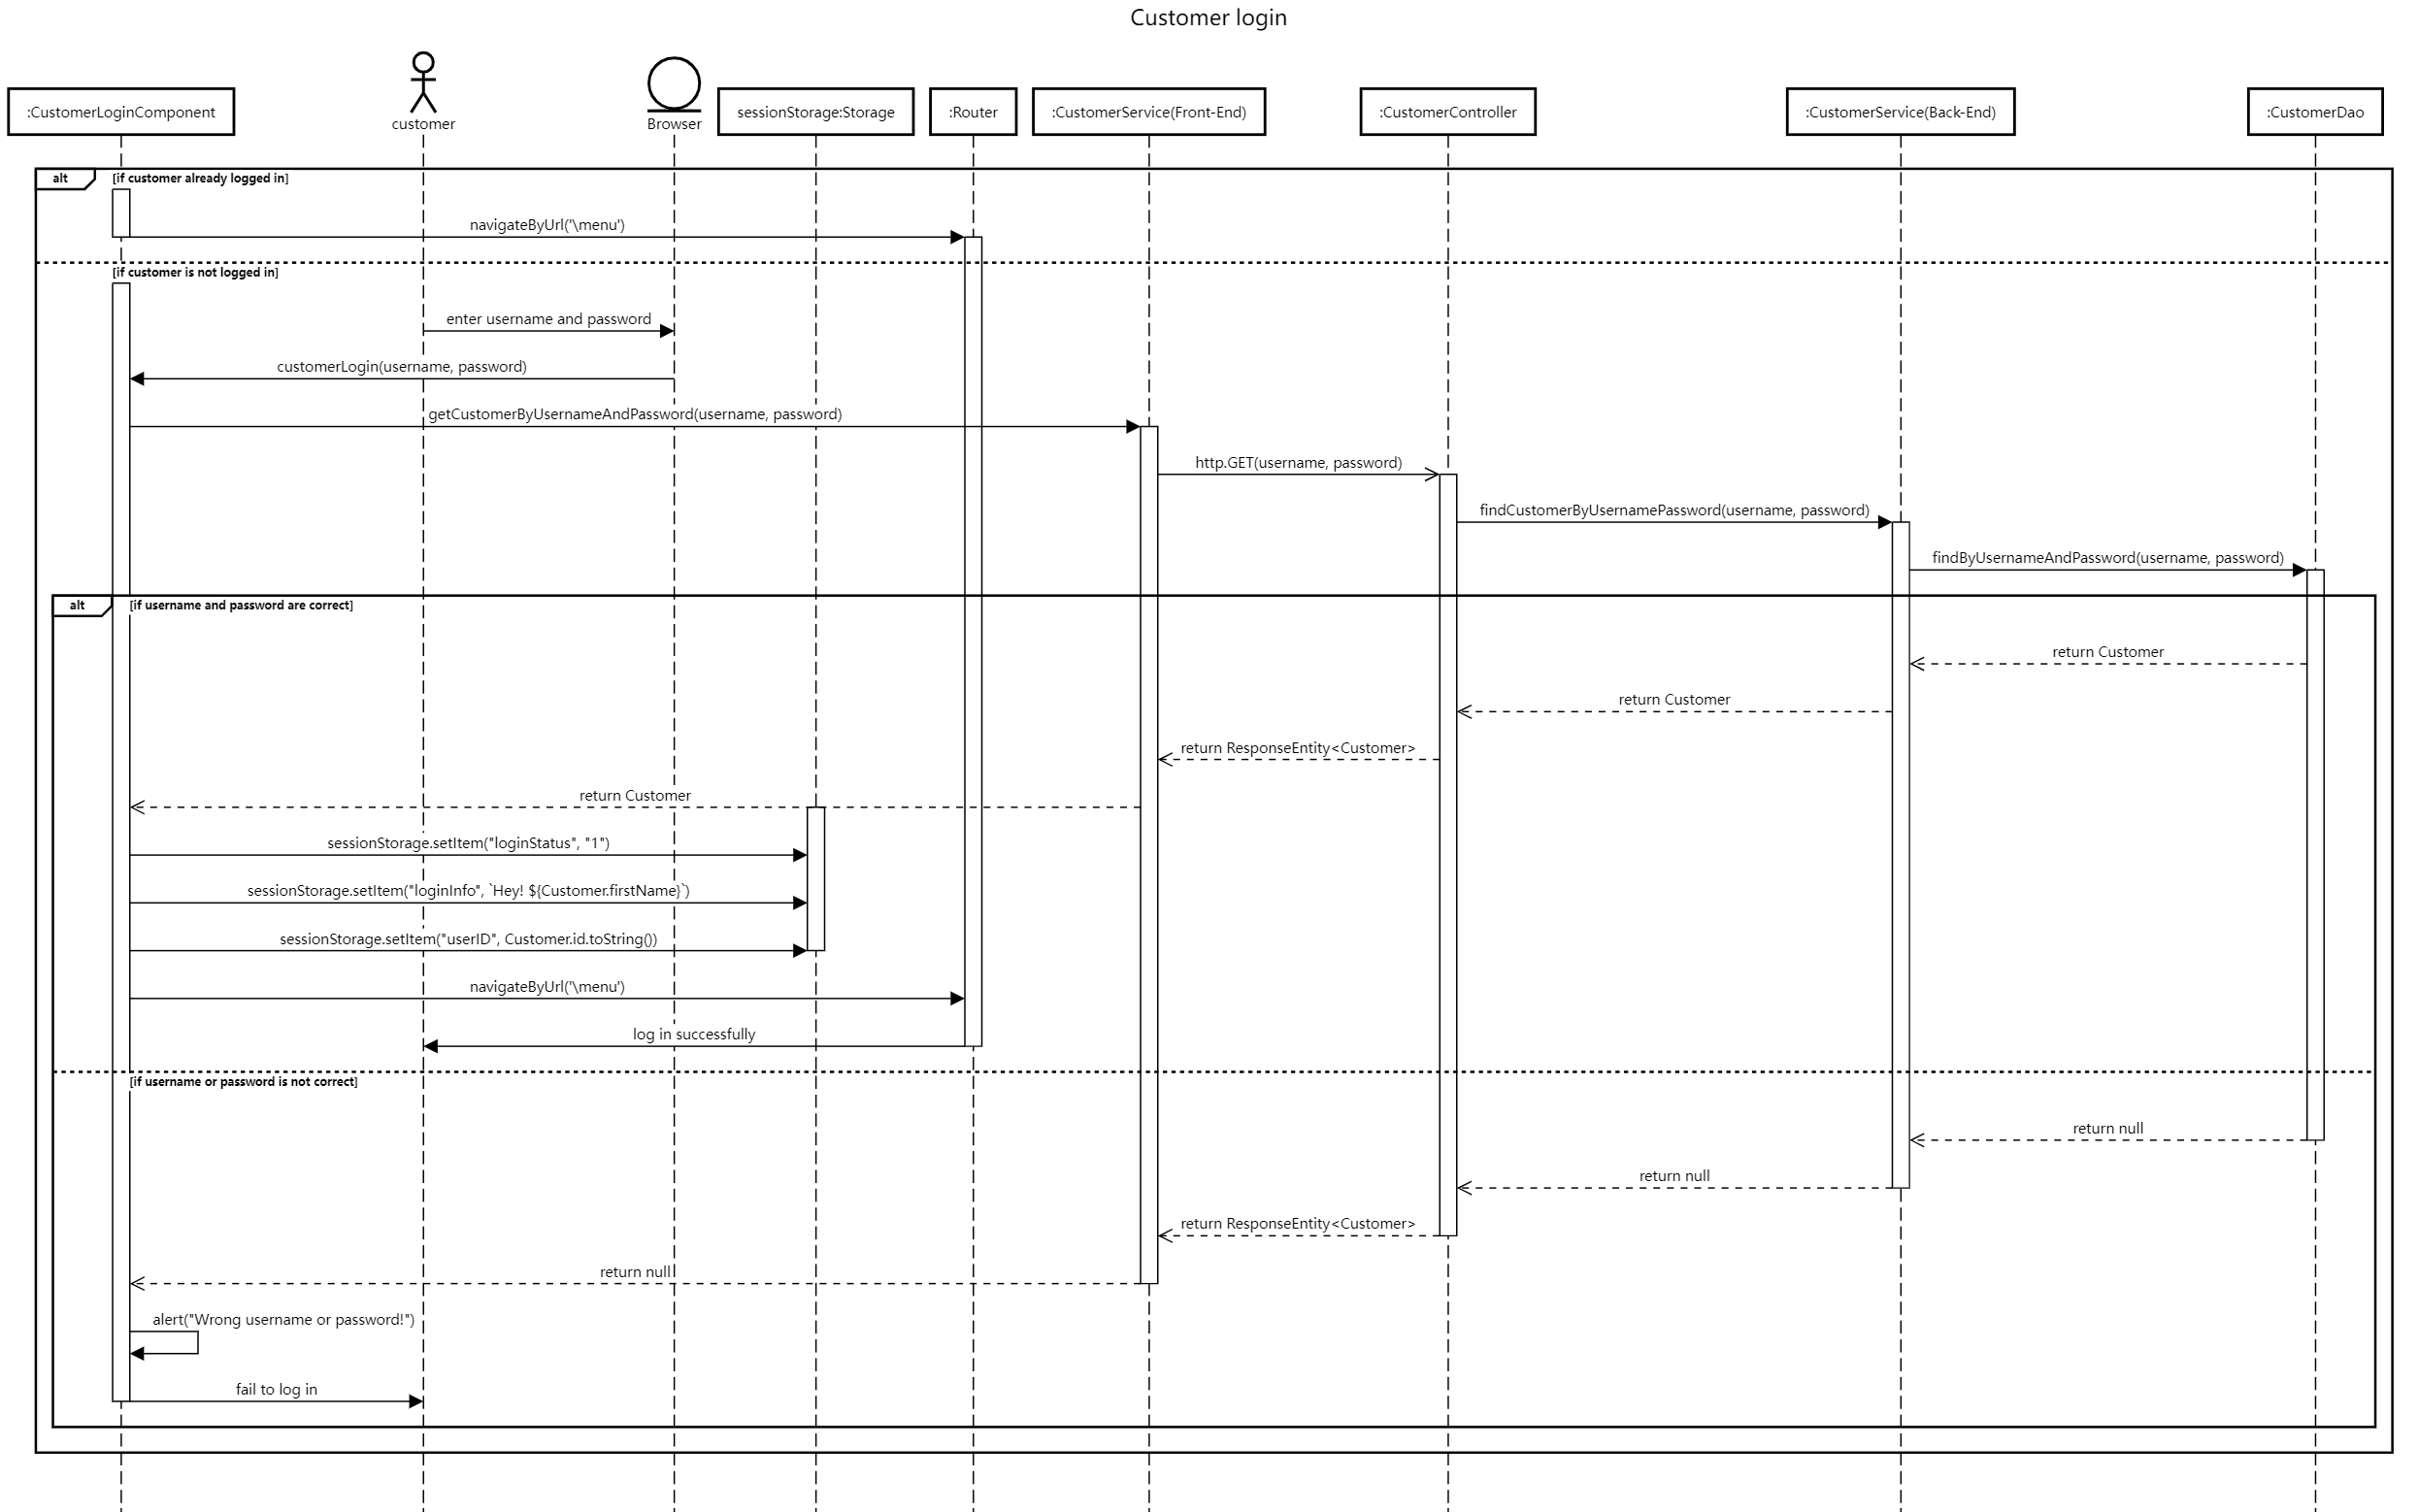 Customer login
:CustomerLoginComponent
customer
Browser
sessionStorage:Storage
:Router
:CustomerService(Front-End)
:CustomerController
:CustomerService(Back-End)
:CustomerDao
alt
[if customer already logged in]
navigateByUrl('\menu')
[if customer is not logged in]
enter username and password
customerLogin(username, password)
getCustomerByUsernameAndPassword(username, password)
http.GET(username, password)
findCustomerByUsernamePassword(username, password)
findByUsernameAndPassword(username, password)
alt
[if username and password are correct]
return Customer
return Customer
return ResponseEntity<Customer>
return Customer
sessionStorage.setItem("loginStatus", "1")
sessionStorage.setItem("loginInfo", `Hey! ${Customer.firstName}`)
sessionStorage.setItem("userID", Customer.id.toString())
navigateByUrl('\menu')
log in successfully
[if username or password is not correct]
return null
return null
return ResponseEntity<Customer>
return null
alert("Wrong username or password!")
fail to log in